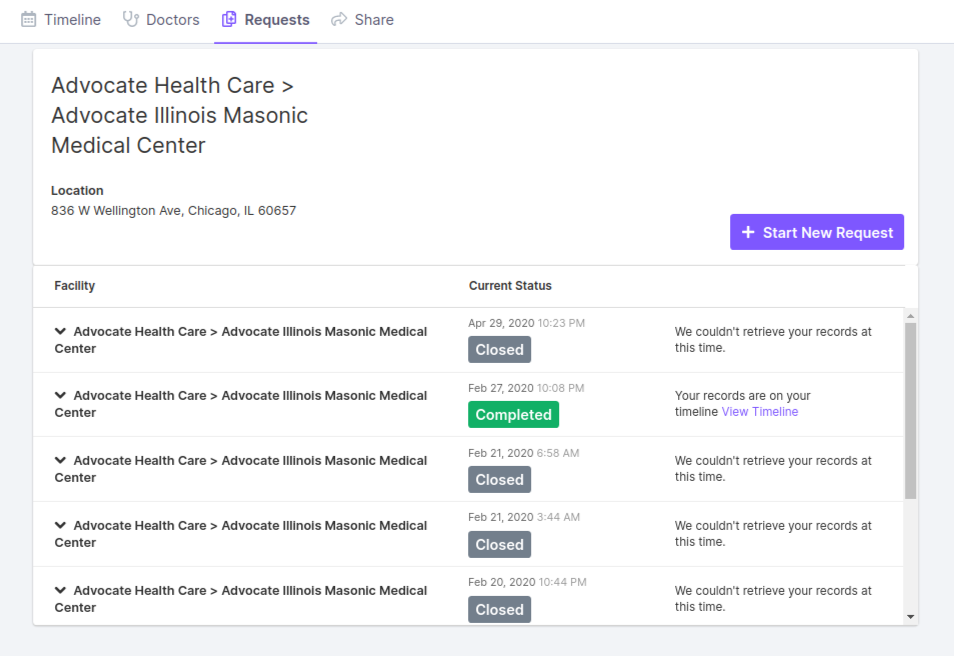 Timeline Doctors Requests Share
Advocate Health Care >
Advocate Illinois Masonic
Medical Center
Location
836 W Wellington Ave, Chicago, IL 60657
+ Start New Request
Facility Current Status
Advocate Health Care > Advocate Illinois Masonic Medical
Center
Apr 29, 2020 10:23 PM
Closed
We couldn't retrieve your records at
this time.
Advocate Health Care > Advocate Illinois Masonic Medical
Center
Feb 27, 2020 10:08 PM
Completed
Your records are on your
timeline View Timeline
Advocate Health Care > Advocate Illinois Masonic Medical
Center
Feb 21, 2020 6:58 AM
Closed
We couldn't retrieve your records at
this time.
Advocate Health Care > Advocate Illinois Masonic Medical
Center
Feb 21, 2020 3:44 AM
Closed
We couldn't retrieve your records at
this time.
Advocate Health Care > Advocate Illinois Masonic Medical
Center
Feb 20, 2020 10:44 PM
Closed
We couldn't retrieve your records at
this time.